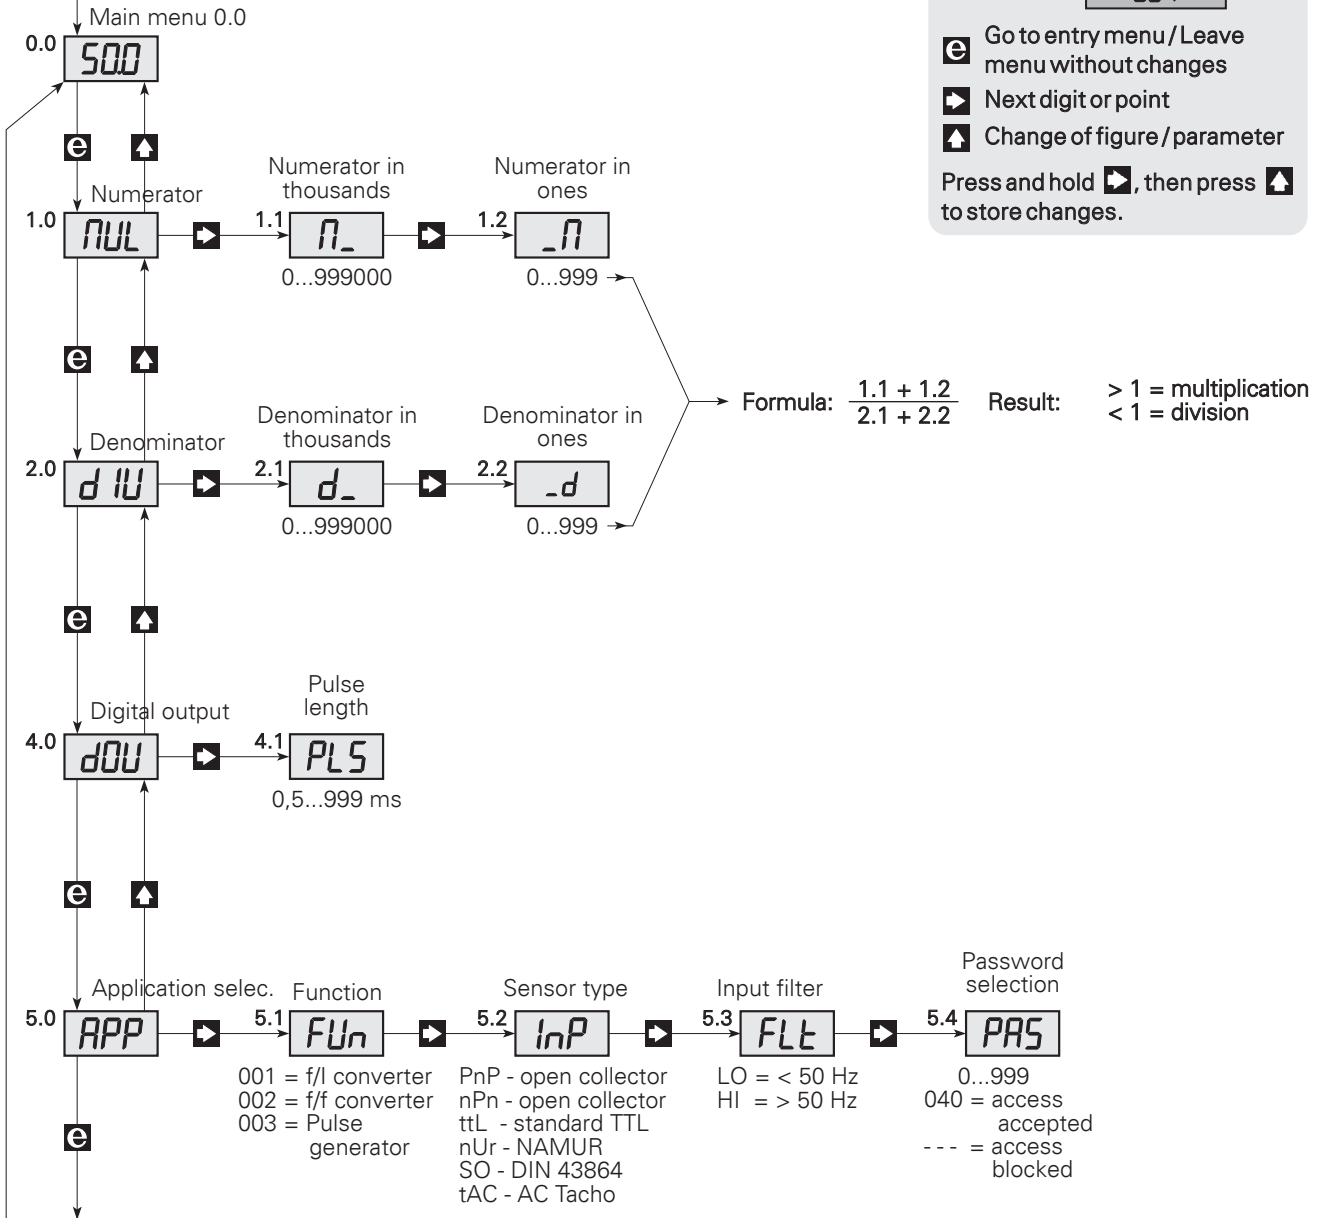 Main menu 0.0
0.0
50.0
e
Numerator
1.0
NUL
Numerator in
thousands
1.1
n_
0...999000
Numerator in
ones
1.2
_n
0...999
e
Denominator
2.0
dIU
Denominator in
thousands
2.1
d_
0...999000
Denominator in
ones
2.2
_d
0...999
Formula:
1.1 + 1.2
2.1 + 2.2
Result:
> 1 = multiplication
< 1 = division
e
Digital output
4.0
dOU
Pulse
length
4.1
PLS
0,5...999 ms
e
Application selec.
5.0
APP
Function
5.1
FUn
001 = f/I converter
002 = f/f converter
003 = Pulse
generator
Sensor type
5.2
InP
PnP - open collector
nPn - open collector
ttL - standard TTL
nUr - NAMUR
SO - DIN 43864
tAC - AC Tacho
Input filter
5.3
FLt
LO = < 50 Hz
HI = > 50 Hz
Password
selection
5.4
PAS
0...999
040 = access
accepted
- - - = access
blocked
e
e Go to entry menu / Leave
menu without changes
Next digit or point
Change of figure / parameter
Press and hold , then press
to store changes.